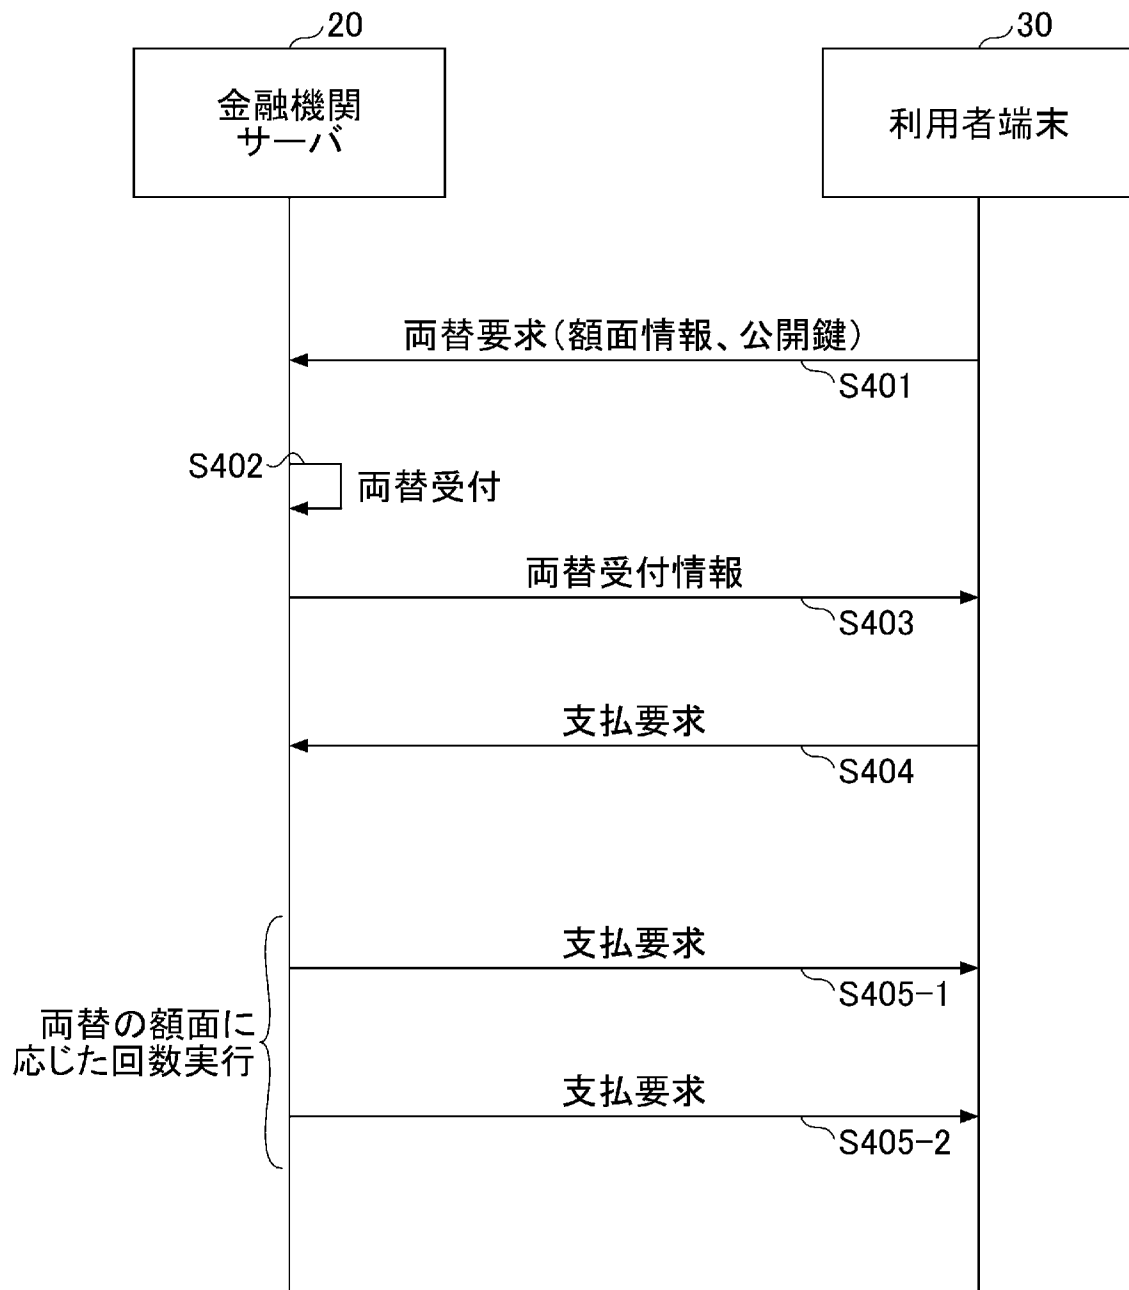 20
30
金融機関
サーバ
利用者端末
両替要求(額面情報、公開鍵)
S401
S402
両替受付
両替受付情報
S403
支払要求
S404
支払要求
S405-1
両替の額面に
応じた回数実行
支払要求
S405-2